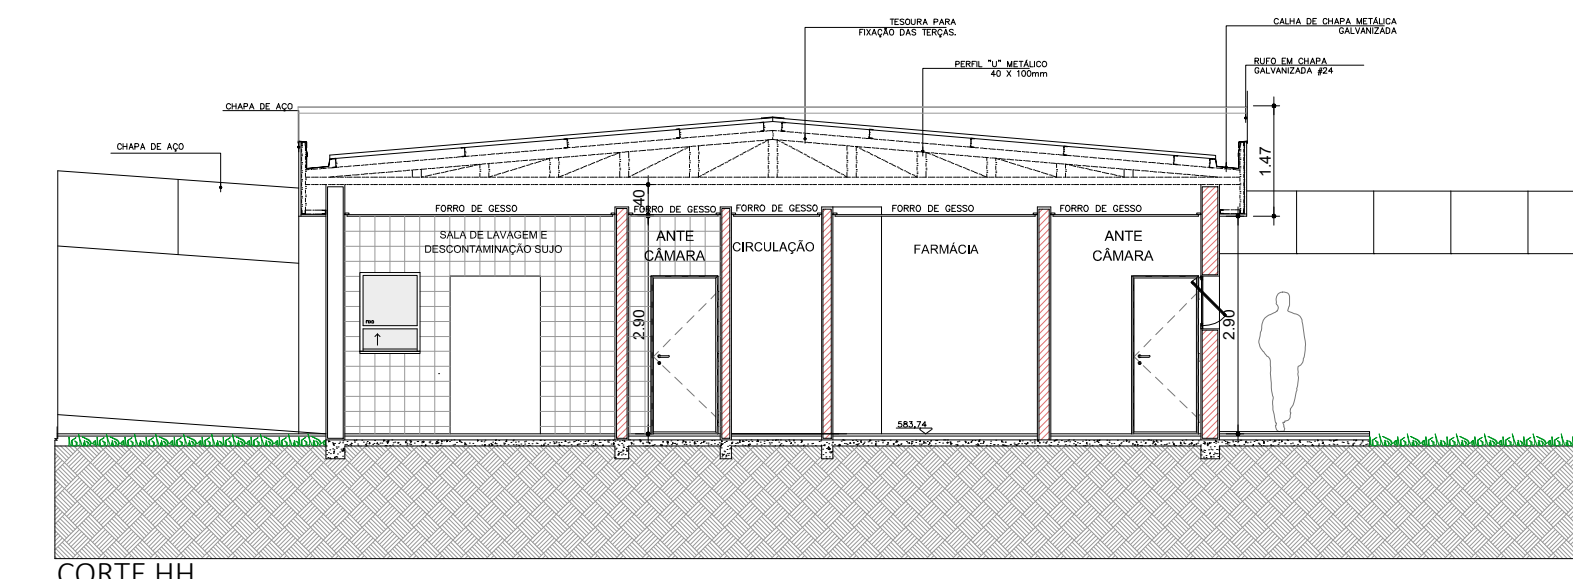 TESOURA PARA
FIXAÇÃO DAS TERÇAS.
CALHA DE CHAPA METÁLICA
GALVANIZADA
PERFIL "U" METÁLICO
40 X 100mm
RUFO EM CHAPA
GALVANIZADA #24
CHAPA DE AÇO
CHAPA DE AÇO
1.47
.40
FORRO DE GESSO
FORRO DE GESSO
FORRO DE GESSO
FORRO DE GESSO
FORRO DE GESSO
SALA DE LAVAGEM E
DESCONTAMINAÇÃO SUJO
ANTE
CÂMARA
CIRCULAÇÃO
FARMÁCIA
ANTE
CÂMARA
FIXO
2.90
2.90
583,74
CORTE HH